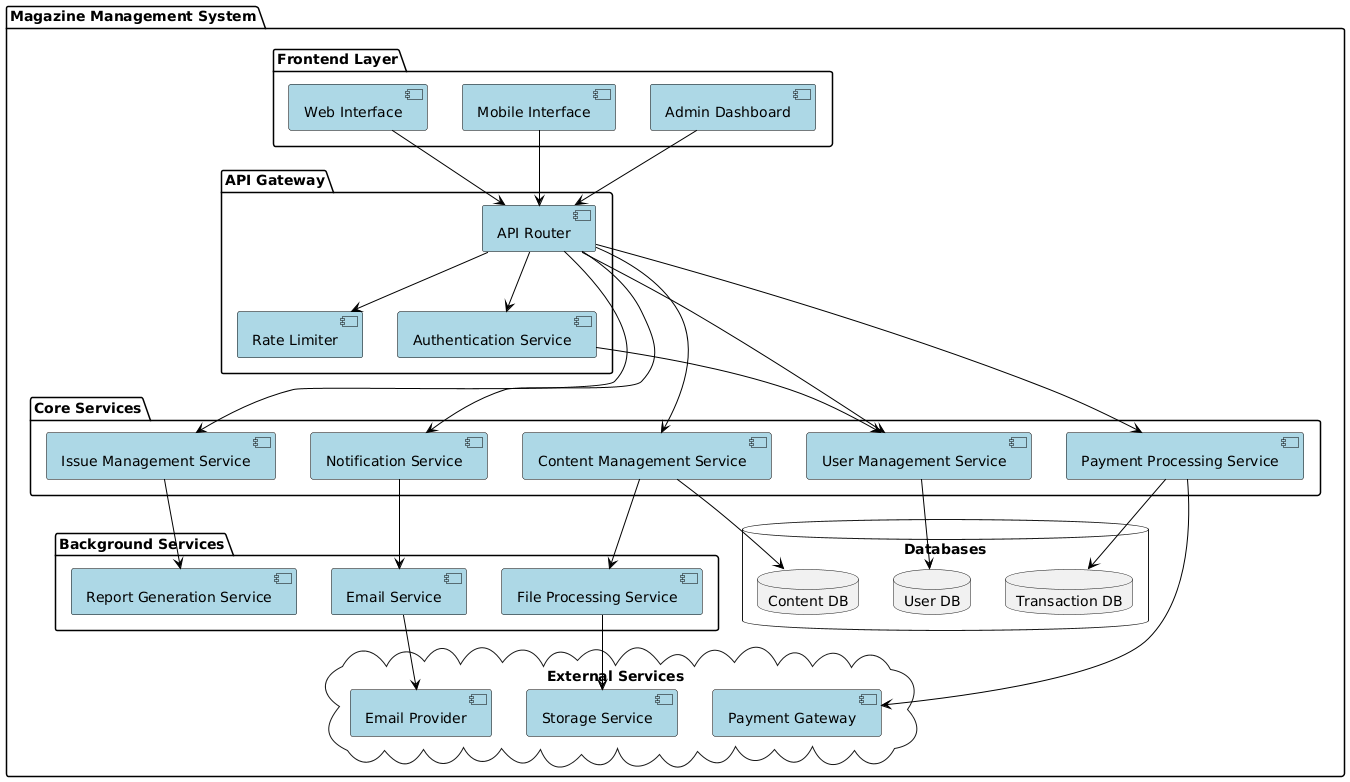 Magazine Management System
Frontend Layer
Web Interface
Mobile Interface
Admin Dashboard
API Gateway
API Router
Rate Limiter
Authentication Service
Core Services
Issue Management Service
Notification Service
Content Management Service
User Management Service
Payment Processing Service
Background Services
Report Generation Service
Email Service
File Processing Service
Databases
Content DB
User DB
Transaction DB
External Services
Email Provider
Storage Service
Payment Gateway